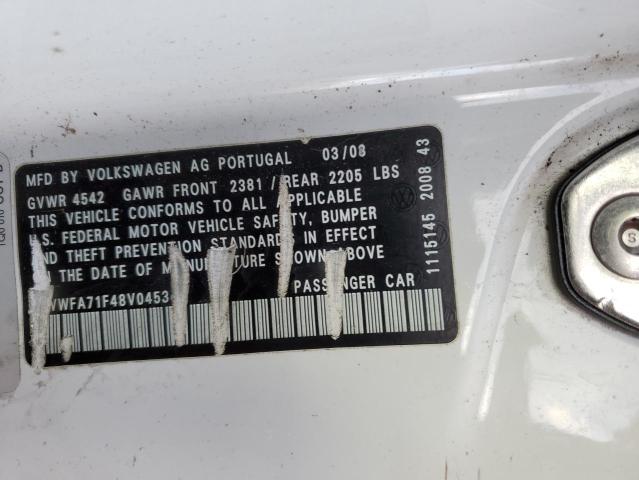 MFD BY VOLKSWAGEN AG PORTUGAL 03/08
GVWR 4542 GAWR FRONT 2381 / REAR 2205 LBS
THIS VEHICLE CONFORMS TO ALL APPLICABLE
U.S. FEDERAL MOTOR VEHICLE SAFETY, BUMPER
AND THEFT PREVENTION STANDARDS IN EFFECT
ON THE DATE OF MANUFACTURE SHOWN ABOVE
VWFA71F48V0453
PASSENGER CAR
1115145 2008 43
S